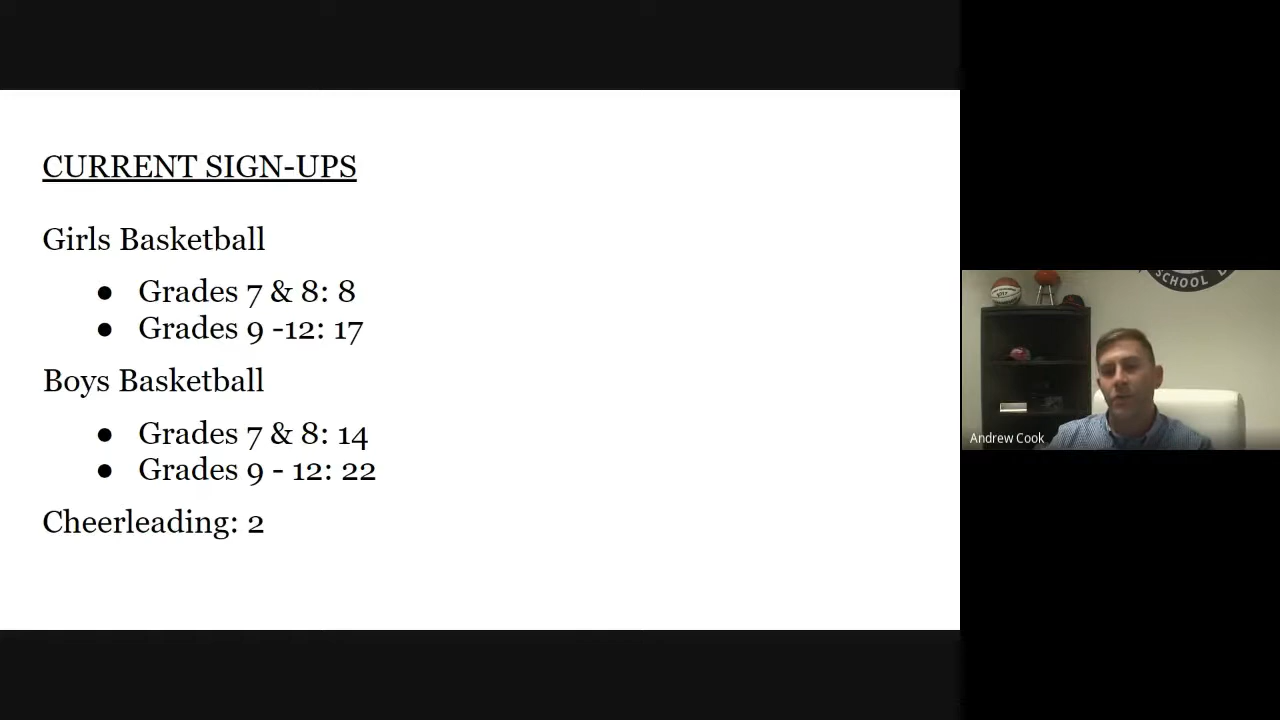 CURRENT SIGN-UPS
Girls Basketball
● Grades 7 & 8: 8
● Grades 9 -12: 17
Boys Basketball
● Grades 7 & 8: 14
● Grades 9 - 12: 22
Cheerleading: 2
SCHOOL
Andrew Cook